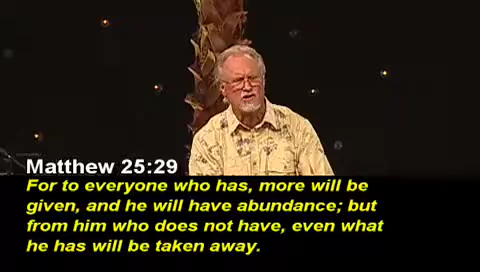 Matthew 25:29
For to everyone who has, more will be
given, and he will have abundance; but
from him who does not have, even what
he has will be taken away.